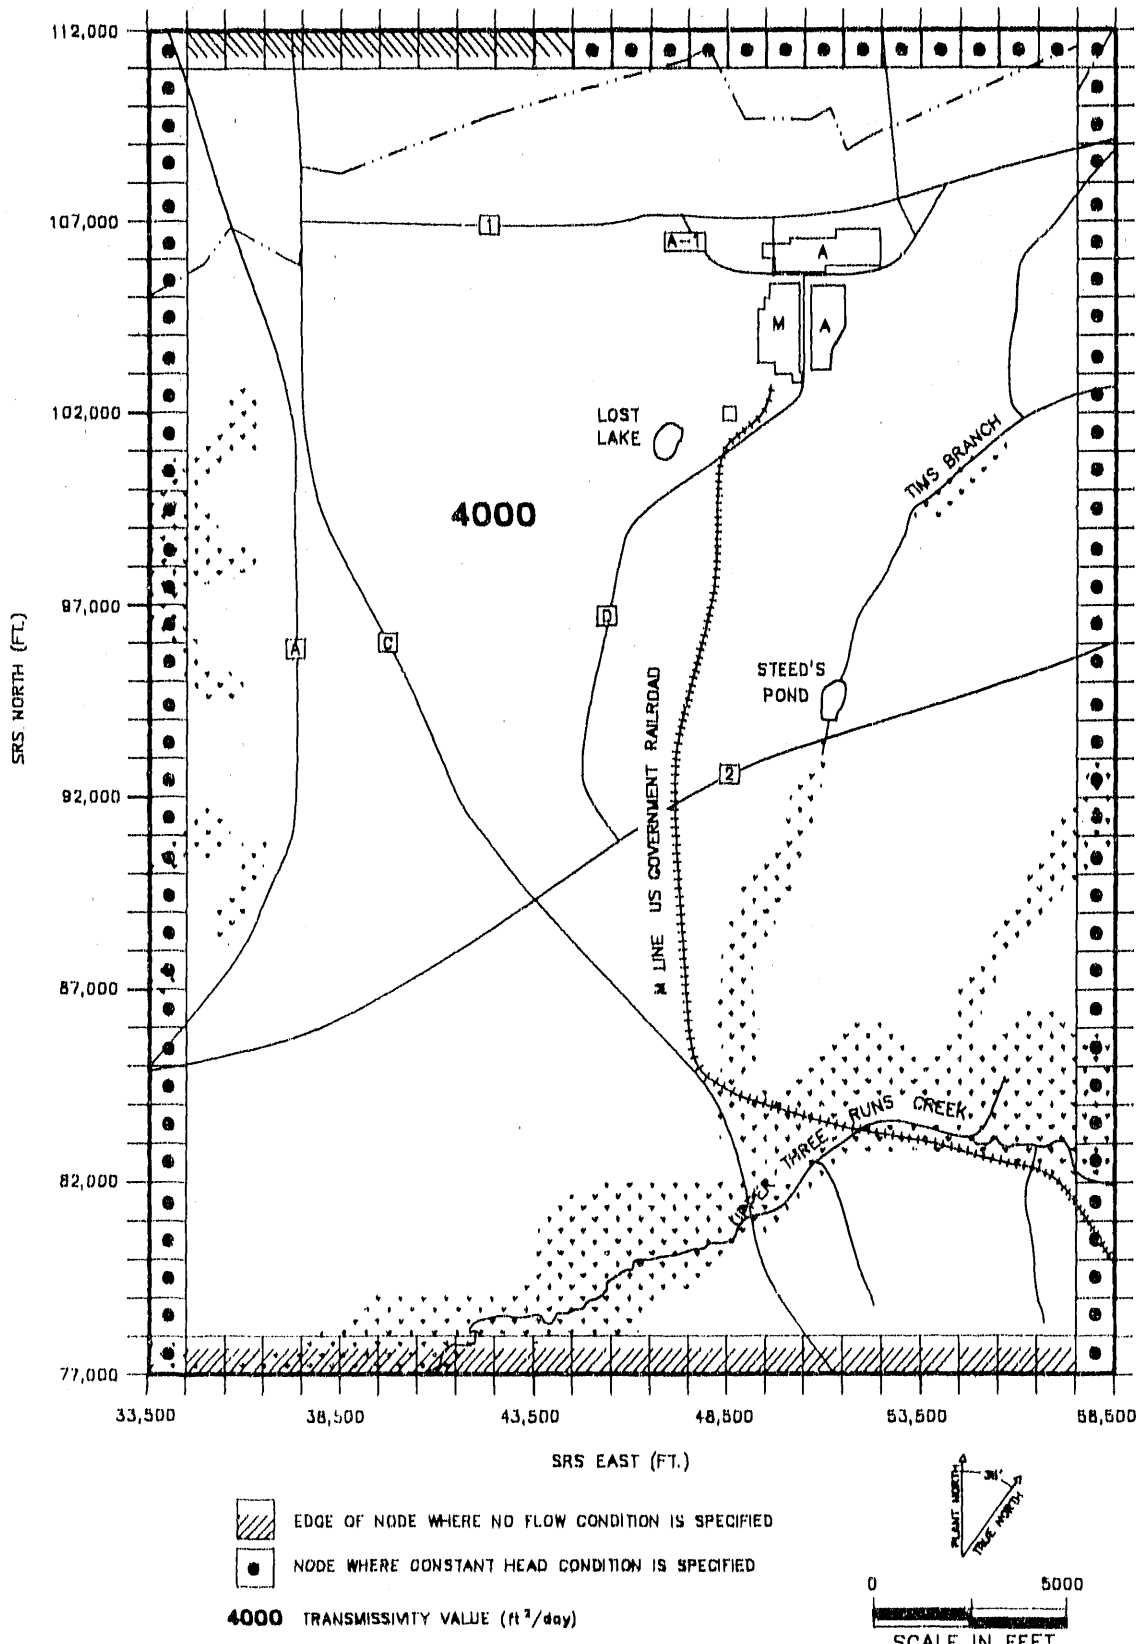 112,000
107,000
1
A-1
A
M
A
102,000
LOST
LAKE
TIMS BRANCH
4000
97,000
D
A
C
STEED'S
POND
SRS NORTH (FT.)
M LINE US GOVERNMENT RAILROAD
2
92,000
87,000
UPPER THREE RUNS CREEK
82,000
77,000
33,500
38,500
43,500
48,500
53,500
58,500
SRS EAST (FT.)
PLANT NORTH
TRUE NORTH
EDGE OF NODE WHERE NO FLOW CONDITION IS SPECIFIED
NODE WHERE CONSTANT HEAD CONDITION IS SPECIFIED
4000 TRANSMISSIVITY VALUE (ft²/day)
0 5000
SCALE IN FEET